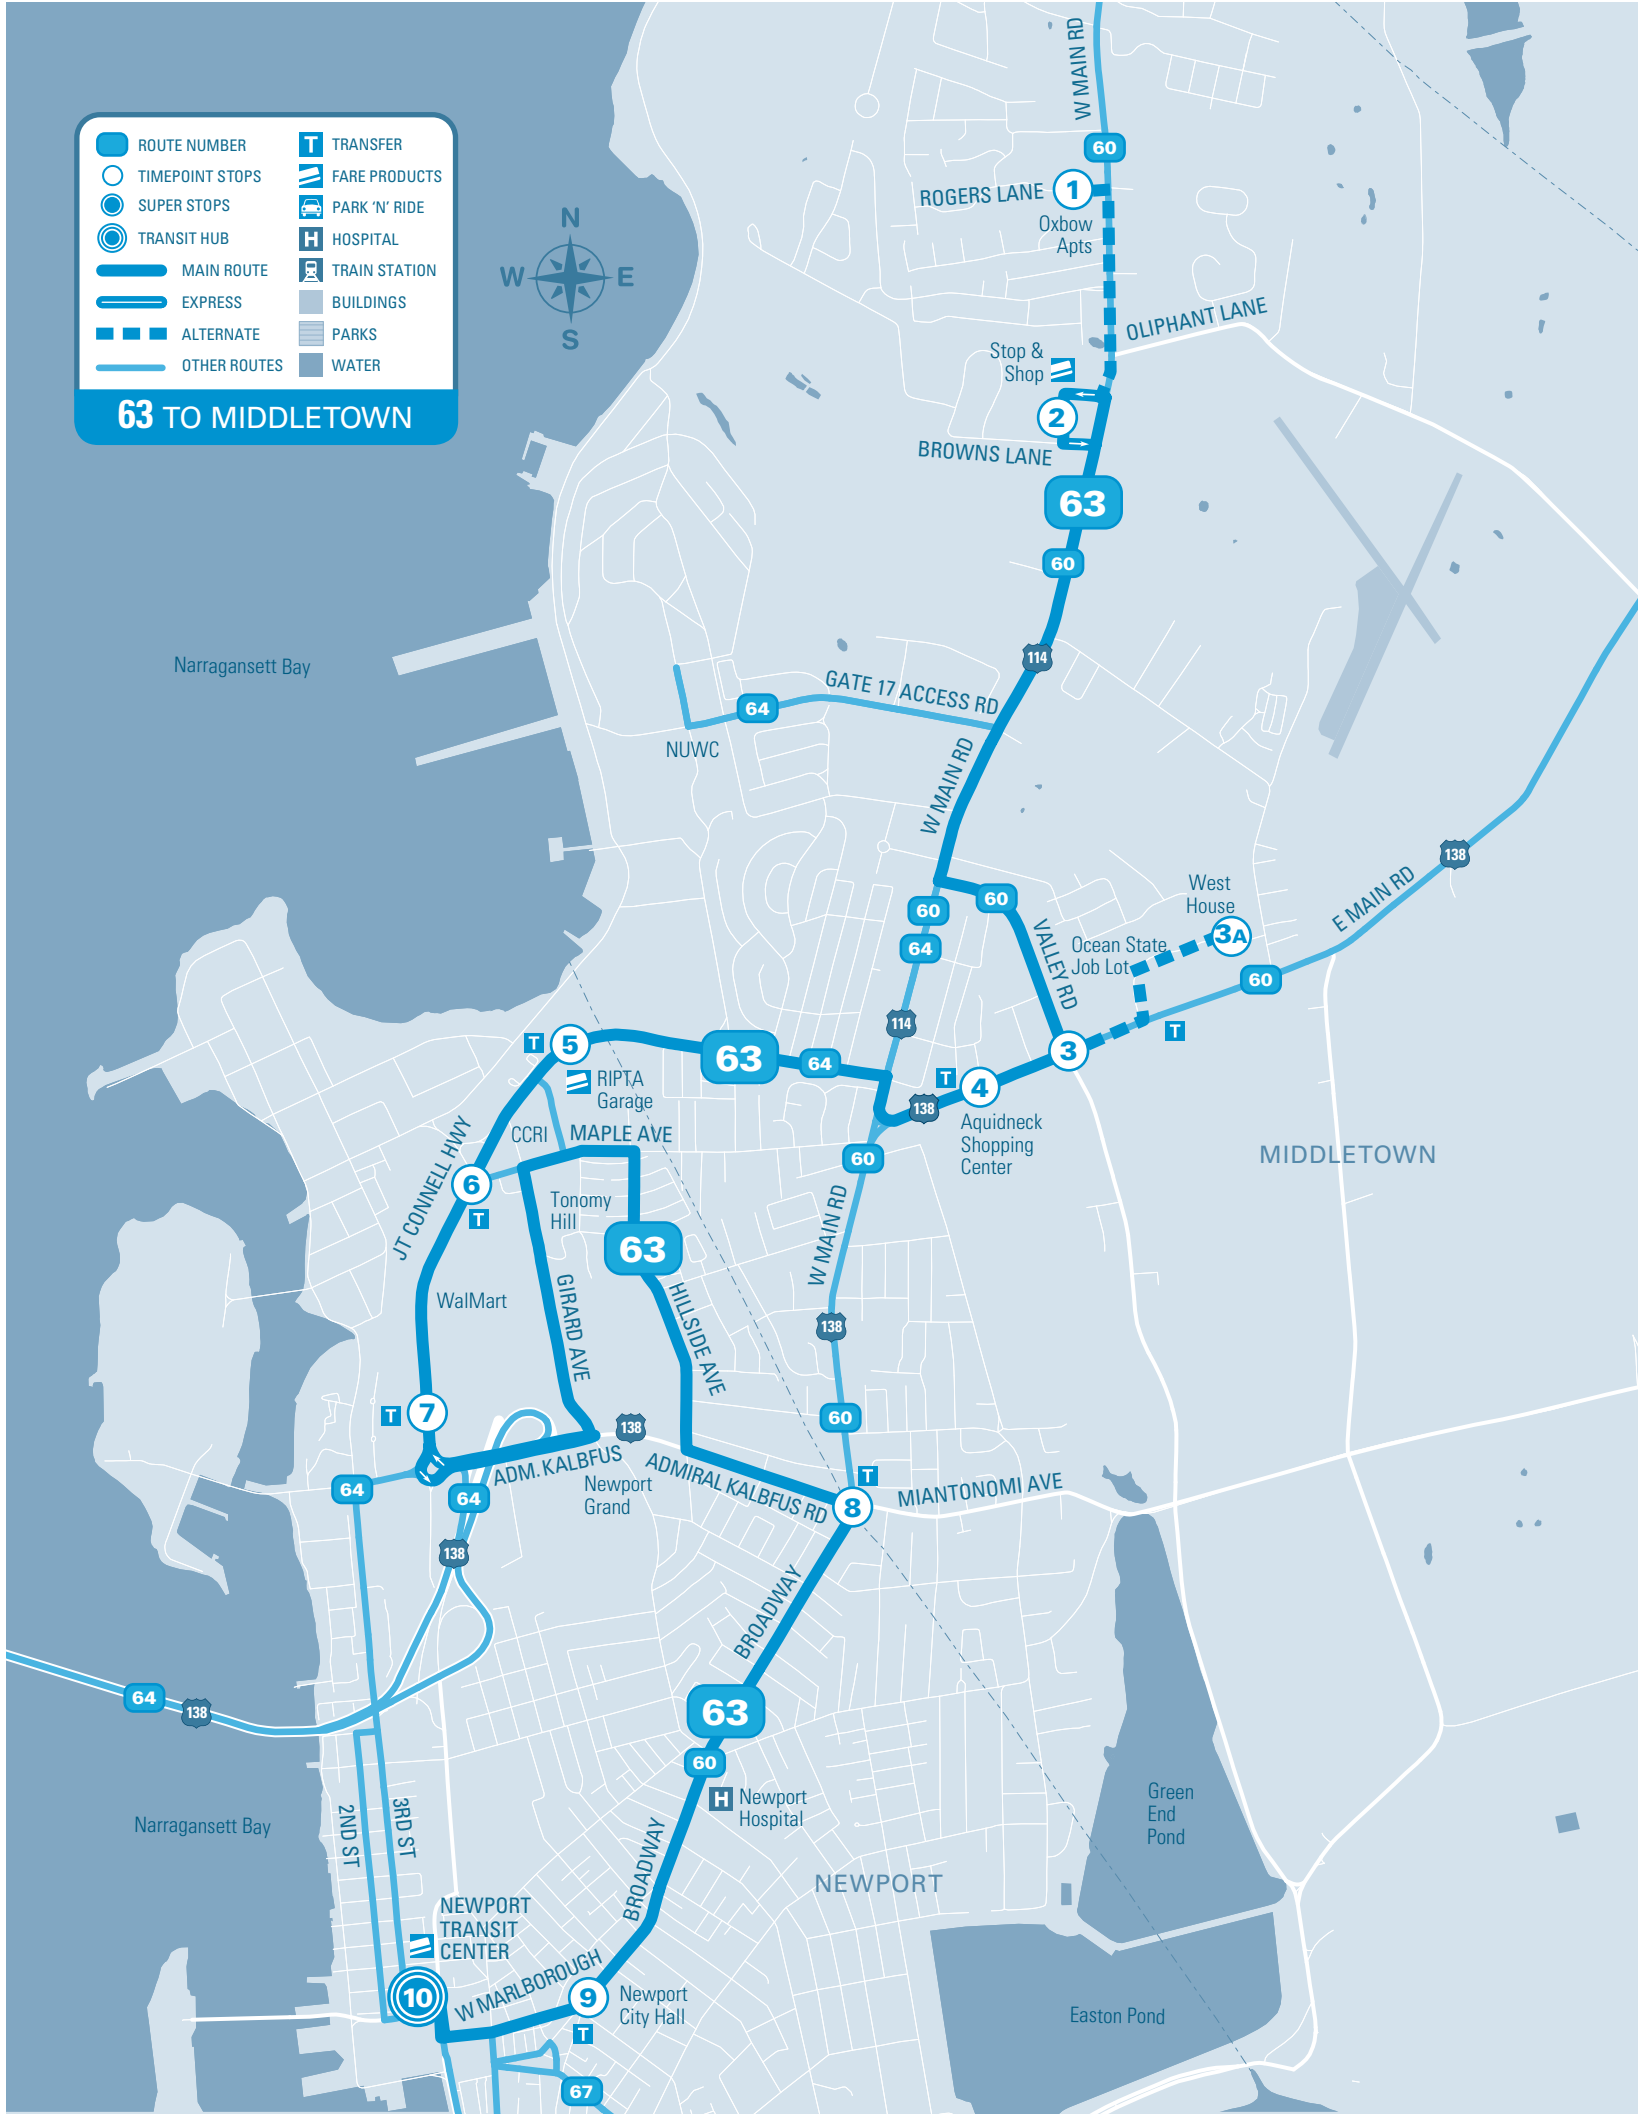 W MAIN RD
ROUTE NUMBER
TIMEPOINT STOPS
SUPER STOPS
TRANSIT HUB
MAIN ROUTE
EXPRESS
ALTERNATE
OTHER ROUTES
T TRANSFER
FARE PRODUCTS
PARK ‘N’ RIDE
H HOSPITAL
TRAIN STATION
BUILDINGS
PARKS
WATER
63 TO MIDDLETOWN
N
W E
S
60
ROGERS LANE
1
Oxbow
Apts
OLIPHANT LANE
Stop &
Shop
2
BROWNS LANE
63
60
114
Narragansett Bay
GATE 17 ACCESS RD
64
NUWC
W MAIN RD
138
E MAIN RD
60
60
64
West
House
3A
VALLEY RD
Ocean State
Job Lot
60
114
T
3
T
5
63
64
RIPTA
Garage
T
4
138
Aquidneck
Shopping
Center
JT CONNELL HWY
CCRI
MAPLE AVE
60
MIDDLETOWN
6
T
Tonomy
Hill
63
W MAIN RD
WalMart
GIRARD AVE
HILLSIDE AVE
138
T
7
138
60
ADM. KALBFUS
Newport
Grand
ADMIRAL KALBFUS RD
T
8
MIANTONOMI AVE
64
64
138
BROADWAY
64
138
63
60
H
Newport
Hospital
Green
End
Pond
Narragansett Bay
2ND ST
3RD ST
BROADWAY
NEWPORT
NEWPORT
TRANSIT
CENTER
10
W MARLBOROUGH
9
Newport
City Hall
T
Easton Pond
67